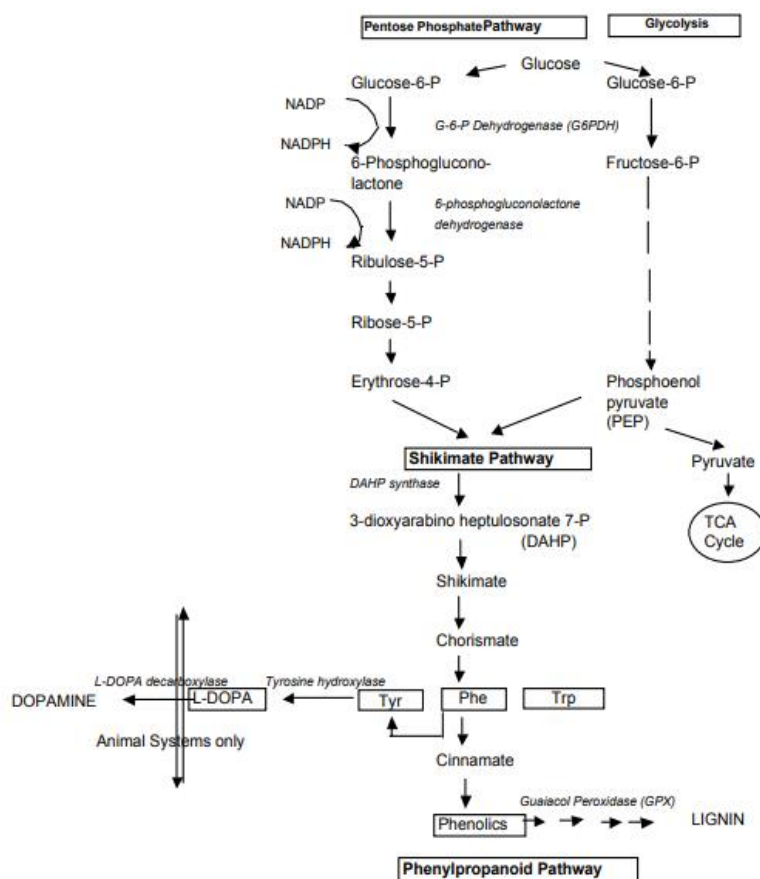 Pentose Phosphate Pathway
Glycolysis
Glucose
Glucose-6-P
Glucose-6-P
NADP
G-6-P Dehydrogenase (G6PDH)
NADPH
6-Phosphoglucono-
lactone
Fructose-6-P
NADP
6-phosphogluconolactone
dehydrogenase
NADPH
Ribulose-5-P
Ribose-5-P
Erythrose-4-P
Phosphoenol
pyruvate
(PEP)
Shikimate Pathway
Pyruvate
DAHP synthase
3-dioxyarabino heptulosonate 7-P
(DAHP)
TCA
Cycle
Shikimate
Chorismate
L-DOPA decarboxylase
Tyrosine hydroxylase
DOPAMINE
L-DOPA
Tyr
Phe
Trp
Animal Systems only
Cinnamate
Guaiacol Peroxidase (GPX)
Phenolics
LIGNIN
Phenylpropanoid Pathway